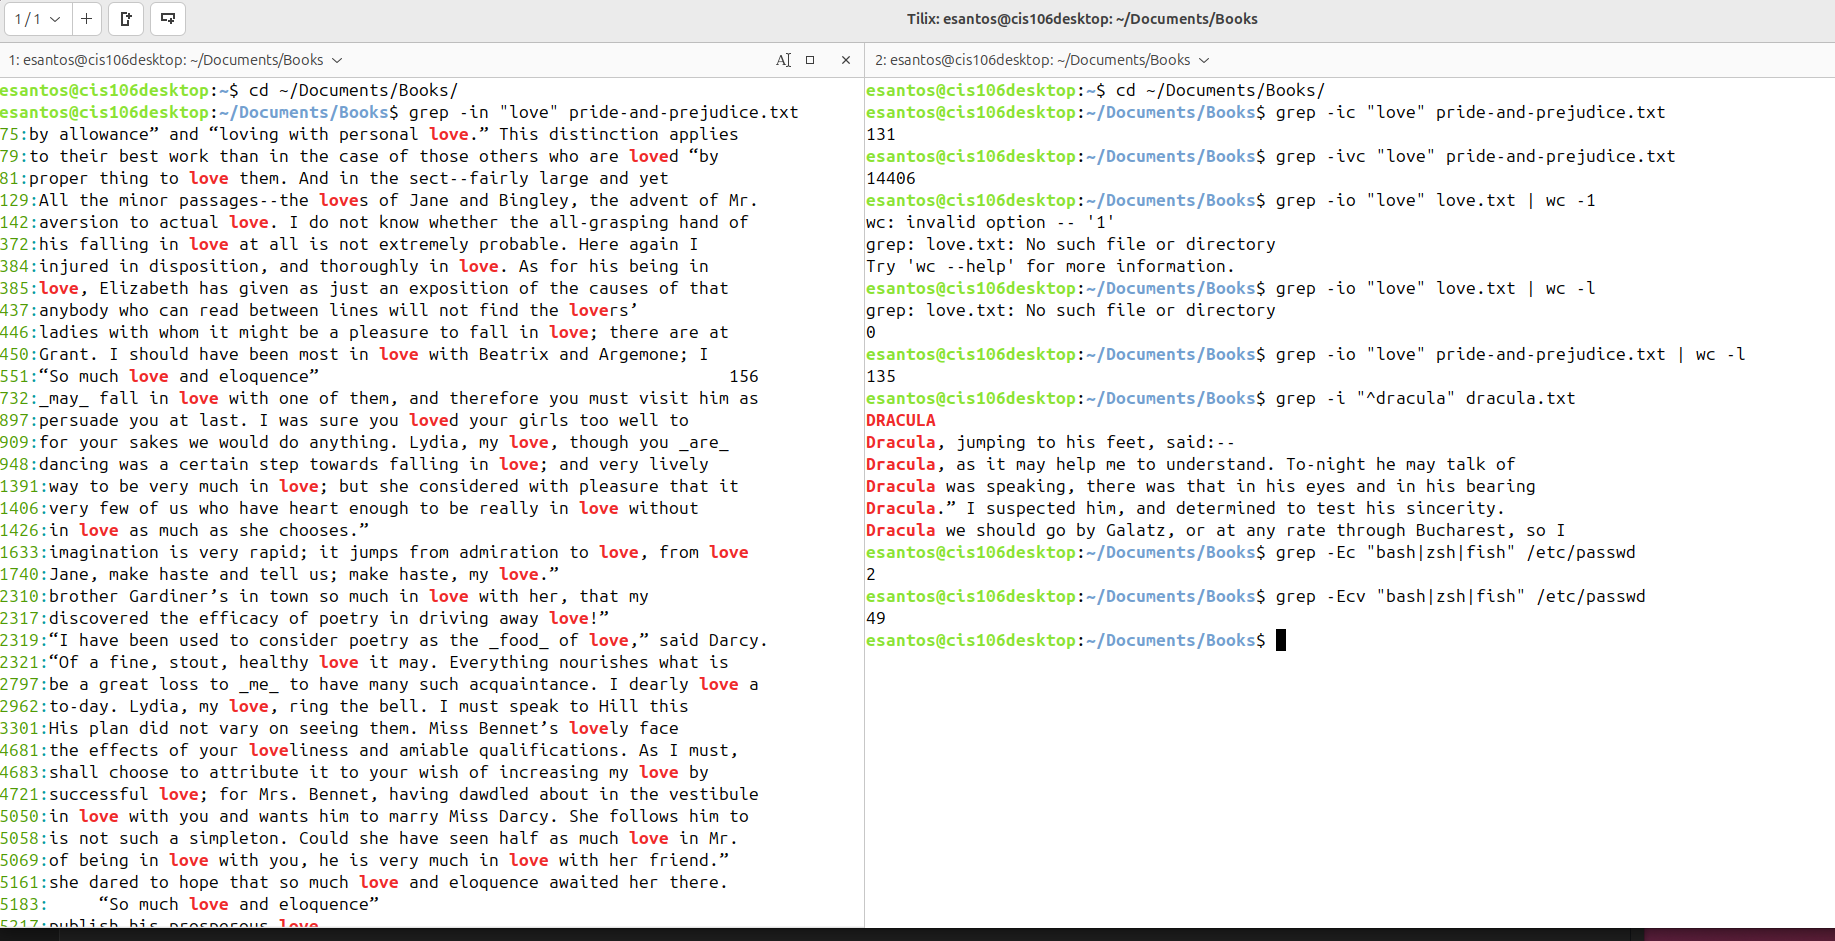 1 / 1
Tilix: esantos@cis106desktop: ~/Documents/Books
1: esantos@cis106desktop: ~/Documents/Books
esantos@cis106desktop:~$ cd ~/Documents/Books/
esantos@cis106desktop:~/Documents/Books$ grep -in "love" pride-and-prejudice.txt
75:by allowance” and “loving with personal love.” This distinction applies
79:to their best work than in the case of those others who are loved “by
81:proper thing to love them. And in the sect--fairly large and yet
129:All the minor passages--the loves of Jane and Bingley, the advent of Mr.
142:aversion to actual love. I do not know whether the all-grasping hand of
372:his falling in love at all is not extremely probable. Here again I
384:injured in disposition, and thoroughly in love. As for his being in
385:love, Elizabeth has given as just an exposition of the causes of that
437:anybody who can read between lines will not find the lovers’
446:ladies with whom it might be a pleasure to fall in love; there are at
450:Grant. I should have been most in love with Beatrix and Argemone; I
551:“So much love and eloquence” 156
732:_may_ fall in love with one of them, and therefore you must visit him as
897:persuade you at last. I was sure you loved your girls too well to
909:for your sakes we would do anything. Lydia, my love, though you _are_
948:dancing was a certain step towards falling in love; and very lively
1391:way to be very much in love; but she considered with pleasure that it
1406:very few of us who have heart enough to be really in love without
1426:in love as much as she chooses.”
1633:imagination is very rapid; it jumps from admiration to love, from love
1740:Jane, make haste and tell us; make haste, my love.”
2310:brother Gardiner’s in town so much in love with her, that my
2317:discovered the efficacy of poetry in driving away love!”
2319:“I have been used to consider poetry as the _food_ of love,” said Darcy.
2321:“Of a fine, stout, healthy love it may. Everything nourishes what is
2797:be a great loss to _me_ to have many such acquaintance. I dearly love a
2962:to-day. Lydia, my love, ring the bell. I must speak to Hill this
3301:His plan did not vary on seeing them. Miss Bennet’s lovely face
4681:the effects of your loveliness and amiable qualifications. As I must,
4683:shall choose to attribute it to your wish of increasing my love by
4721:successful love; for Mrs. Bennet, having dawdled about in the vestibule
5050:in love with you and wants him to marry Miss Darcy. She follows him to
5058:is not such a simpleton. Could she have seen half as much love in Mr.
5069:of being in love with you, he is very much in love with her friend.”
5161:she dared to hope that so much love and eloquence awaited her there.
5183:     “So much love and eloquence”
5217:publish his prosperous love
2: esantos@cis106desktop: ~/Documents/Books
esantos@cis106desktop:~$ cd ~/Documents/Books/
esantos@cis106desktop:~/Documents/Books$ grep -ic "love" pride-and-prejudice.txt
131
esantos@cis106desktop:~/Documents/Books$ grep -ivc "love" pride-and-prejudice.txt
14406
esantos@cis106desktop:~/Documents/Books$ grep -io "love" love.txt | wc -1
wc: invalid option -- '1'
grep: love.txt: No such file or directory
Try 'wc --help' for more information.
esantos@cis106desktop:~/Documents/Books$ grep -io "love" love.txt | wc -l
grep: love.txt: No such file or directory
0
esantos@cis106desktop:~/Documents/Books$ grep -io "love" pride-and-prejudice.txt | wc -l
135
esantos@cis106desktop:~/Documents/Books$ grep -i "^dracula" dracula.txt
DRACULA
Dracula, jumping to his feet, said:--
Dracula, as it may help me to understand. To-night he may talk of
Dracula was speaking, there was that in his eyes and in his bearing
Dracula.” I suspected him, and determined to test his sincerity.
Dracula we should go by Galatz, or at any rate through Bucharest, so I
esantos@cis106desktop:~/Documents/Books$ grep -Ec "bash|zsh|fish" /etc/passwd
2
esantos@cis106desktop:~/Documents/Books$ grep -Ecv "bash|zsh|fish" /etc/passwd
49
esantos@cis106desktop:~/Documents/Books$